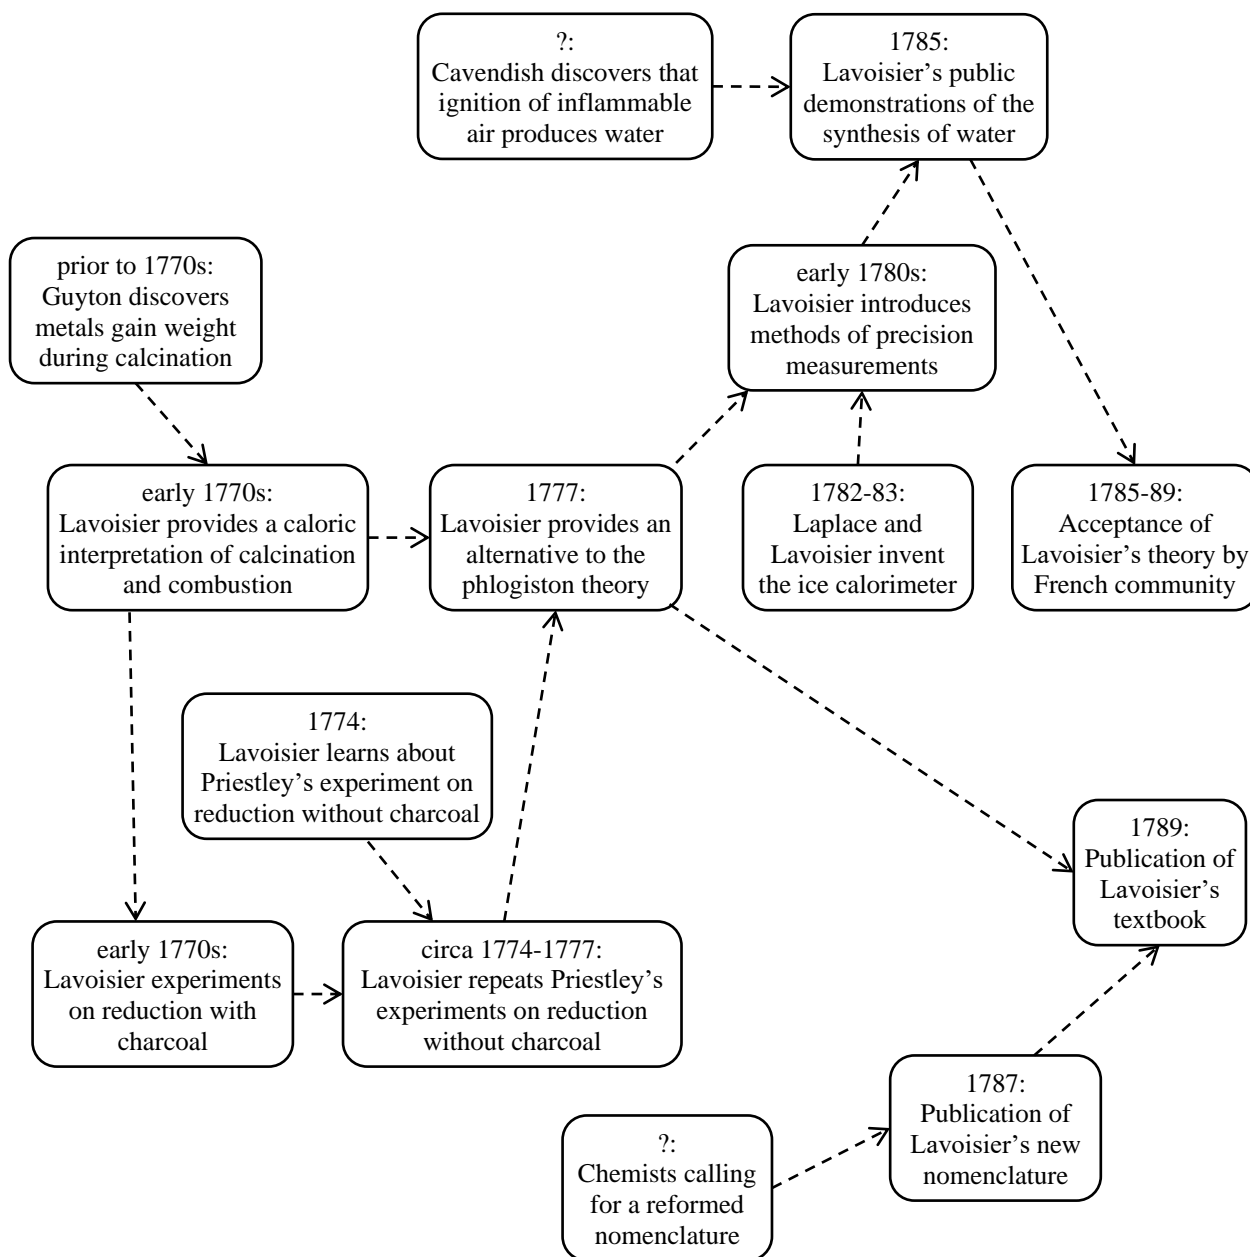 ?:
Cavendish discovers that
ignition of inflammable
air produces water
1785:
Lavoisier’s public
demonstrations of the
synthesis of water
prior to 1770s:
Guyton discovers
metals gain weight
during calcination
early 1780s:
Lavoisier introduces
methods of precision
measurements
early 1770s:
Lavoisier provides a caloric
interpretation of calcination
and combustion
1777:
Lavoisier provides an
alternative to the
phlogiston theory
1782-83:
Laplace and
Lavoisier invent
the ice calorimeter
1785-89:
Acceptance of
Lavoisier’s theory by
French community
1774:
Lavoisier learns about
Priestley’s experiment on
reduction without charcoal
1789:
Publication of
Lavoisier’s
textbook
early 1770s:
Lavoisier experiments
on reduction with
charcoal
circa 1774-1777:
Lavoisier repeats Priestley’s
experiments on reduction
without charcoal
1787:
Publication of
Lavoisier’s new
nomenclature
?:
Chemists calling
for a reformed
nomenclature